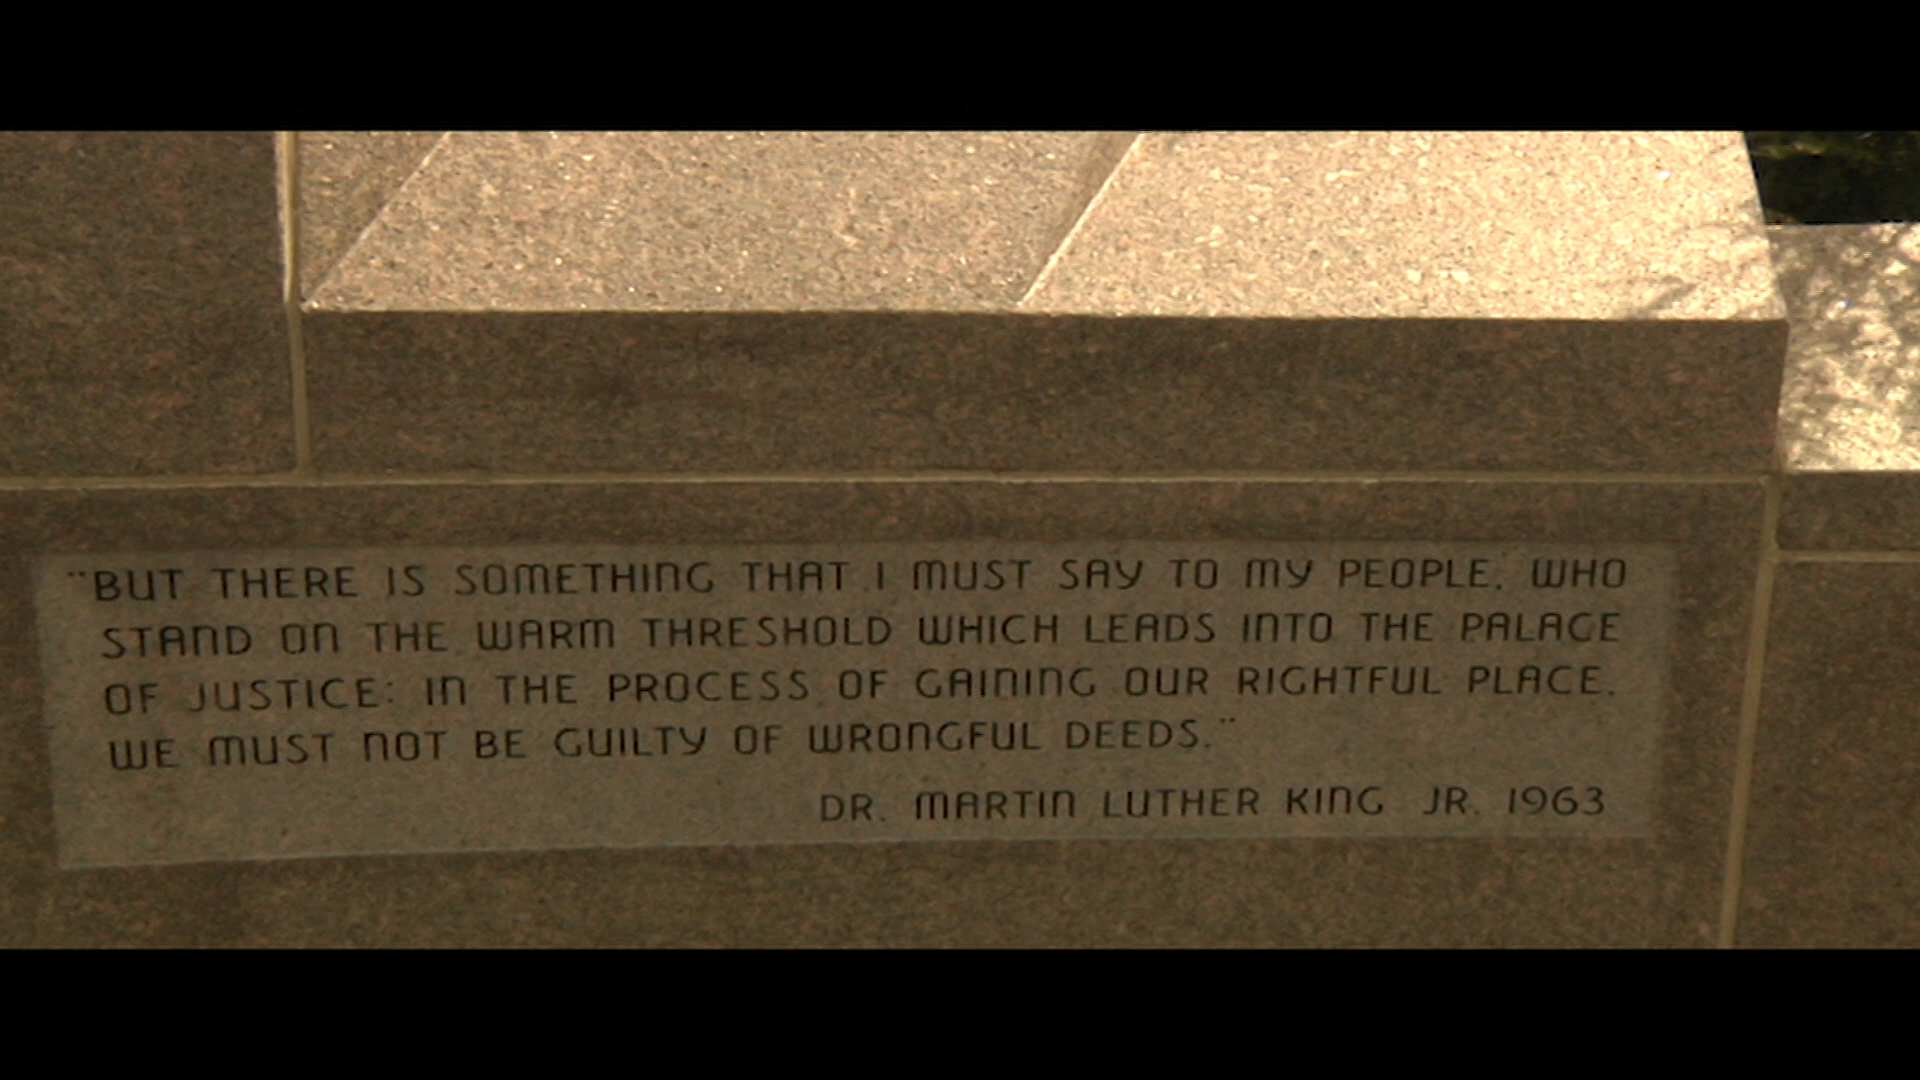 "BUT THERE IS SOMETHING THAT I MUST SAY TO MY PEOPLE, WHO
STAND ON THE WARM THRESHOLD WHICH LEADS INTO THE PALACE
OF JUSTICE: IN THE PROCESS OF GAINING OUR RIGHTFUL PLACE,
WE MUST NOT BE GUILTY OF WRONGFUL DEEDS."
DR. MARTIN LUTHER KING JR. 1963